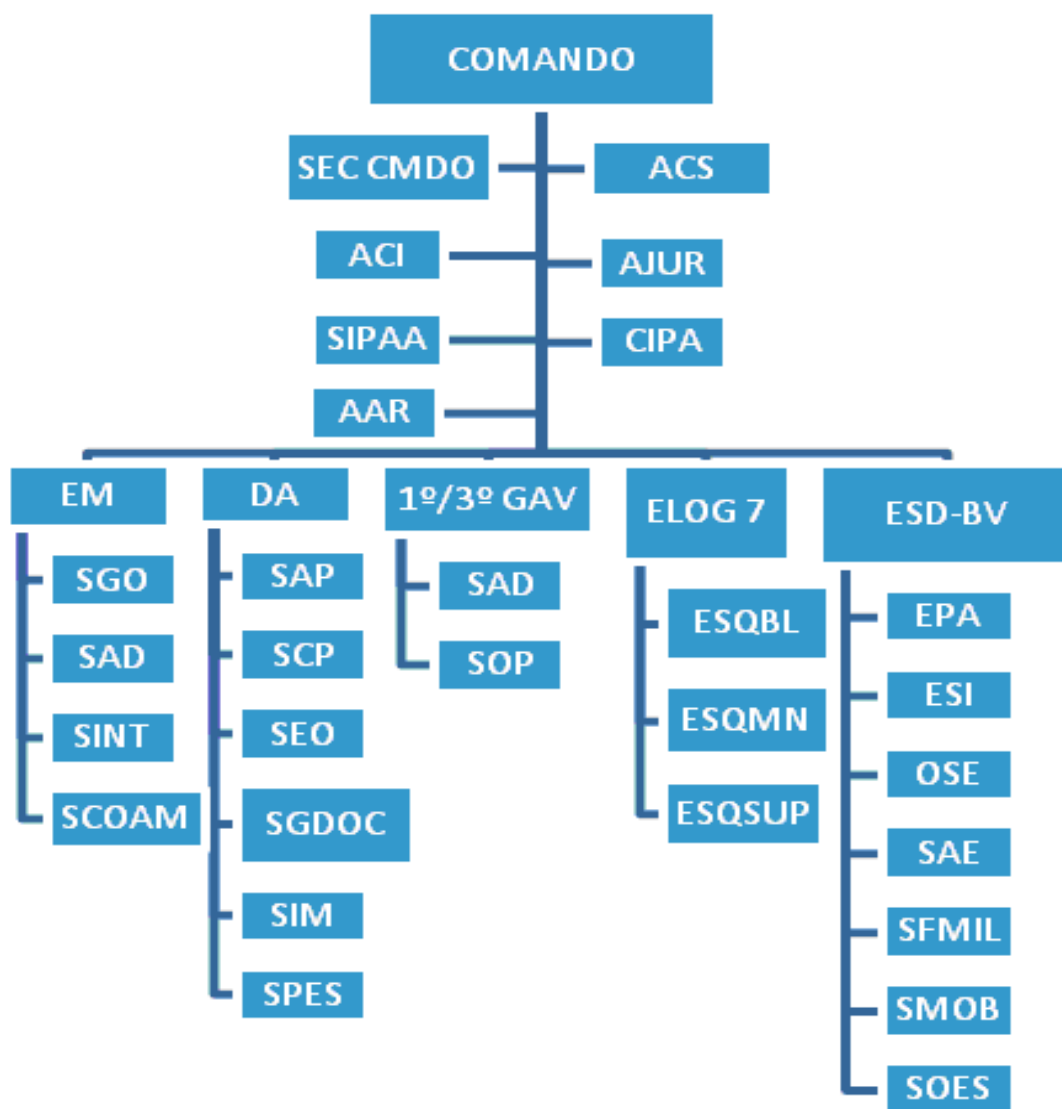 COMANDO
SEC CMDO
ACS
ACI
AJUR
SIPAA
CIPA
AAR
EM
DA
1º/3º GAV
ELOG 7
ESD-BV
SGO
SAD
SINT
SCOAM
SAP
SCP
SEO
SGDOC
SIM
SPES
SAD
SOP
ESQBL
ESQMN
ESQSUP
EPA
ESI
OSE
SAE
SFMIL
SMOB
SOES